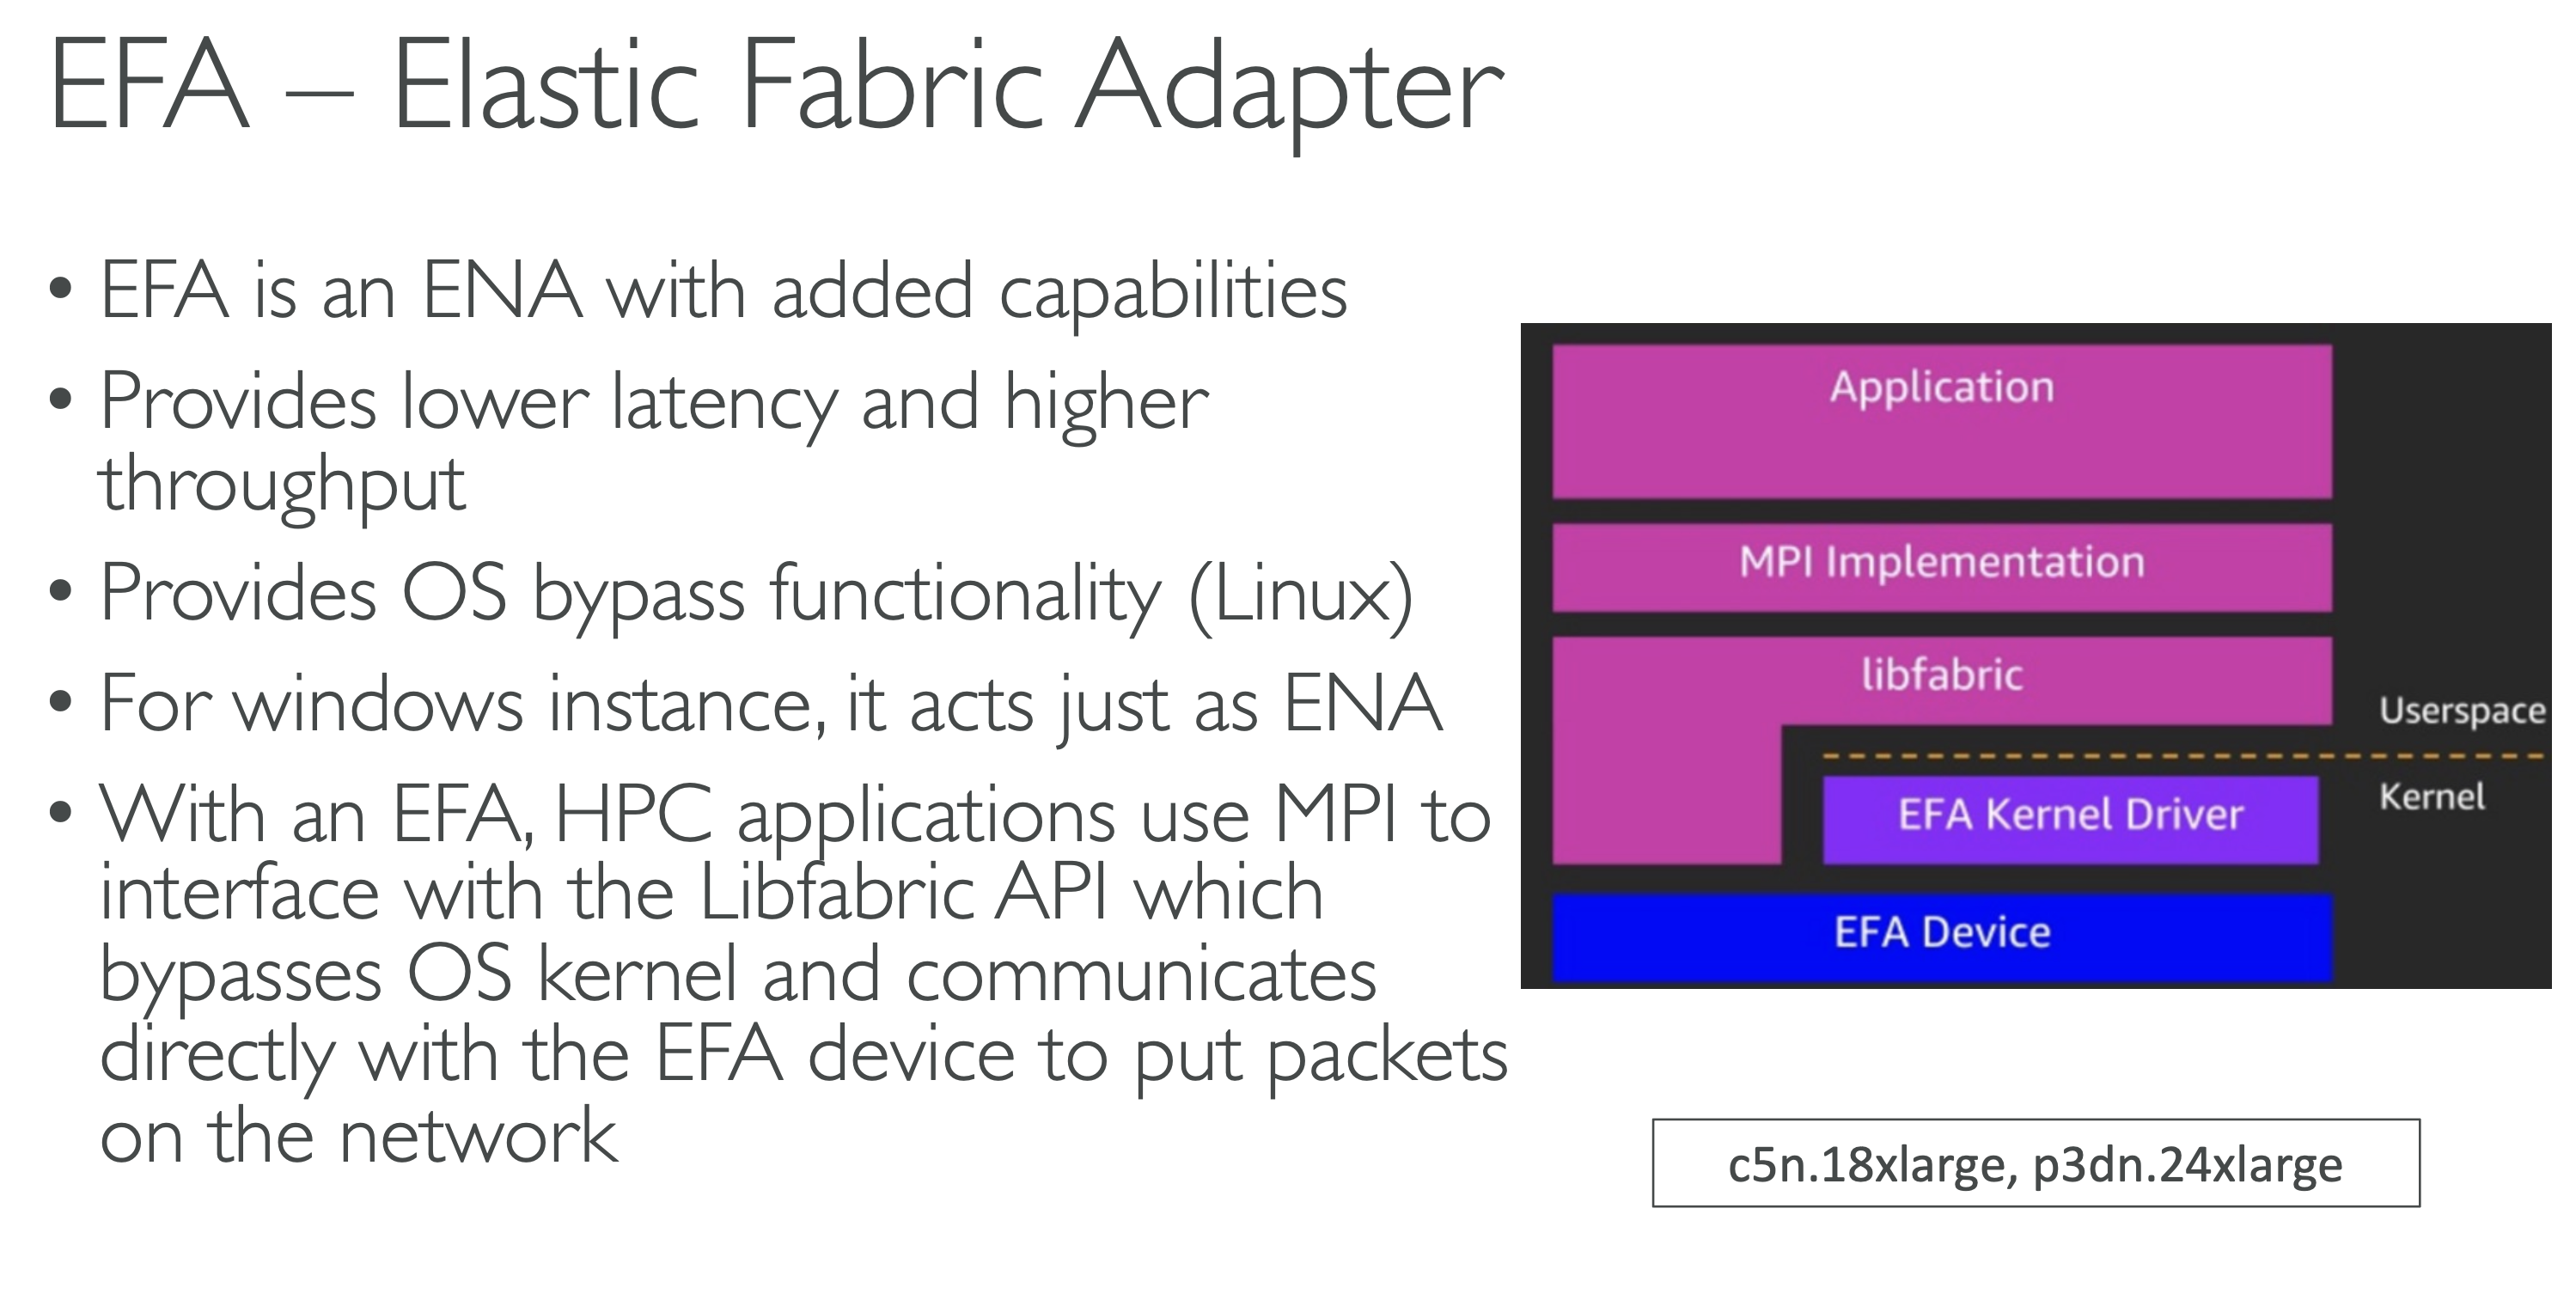 EFA – Elastic Fabric Adapter
• EFA is an ENA with added capabilities
• Provides lower latency and higher
throughput
• Provides OS bypass functionality (Linux)
• For windows instance, it acts just as ENA
• With an EFA, HPC applications use MPI to
interface with the Libfabric API which
bypasses OS kernel and communicates
directly with the EFA device to put packets
on the network
Application
MPI Implementation
libfabric
Userspace
Kernel
EFA Kernel Driver
EFA Device
c5n.18xlarge, p3dn.24xlarge